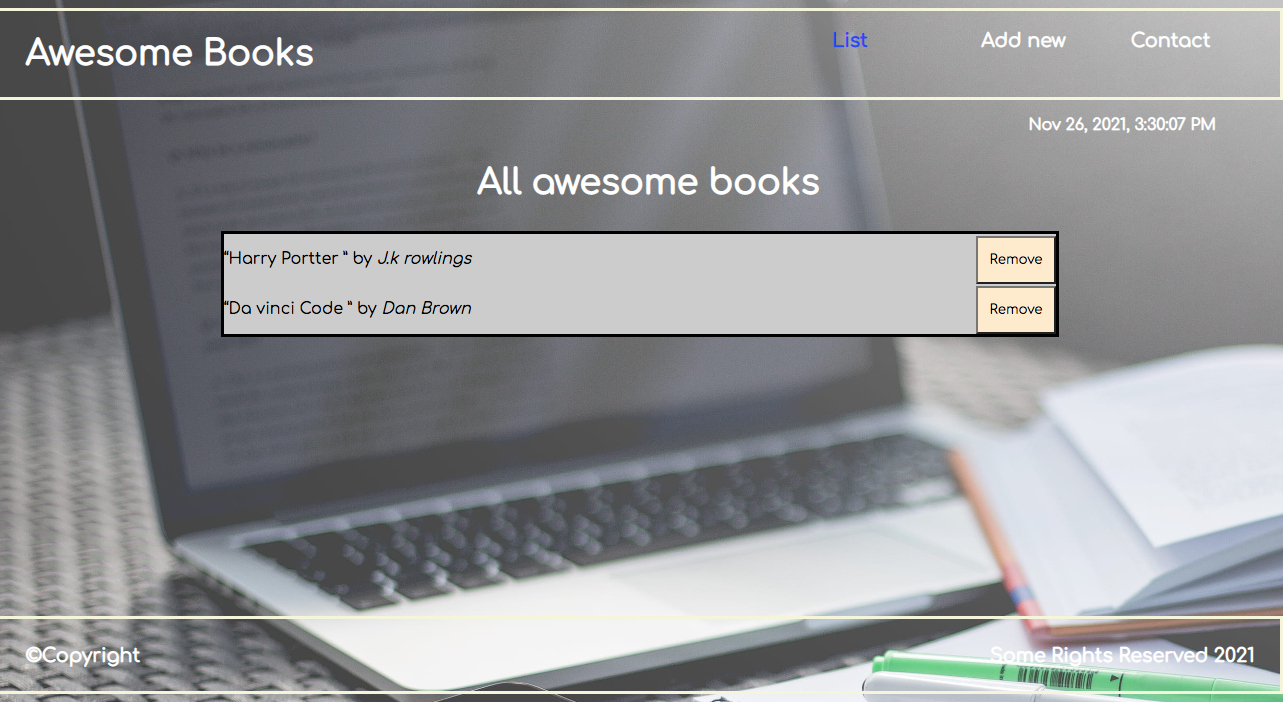 Awesome Books
List
Add new
Contact
Nov 26, 2021, 3:30:07 PM
All awesome books
“Harry Portter ” by J.k rowlings
Remove
“Da vinci Code ” by Dan Brown
Remove
©Copyright
Some Rights Reserved 2021